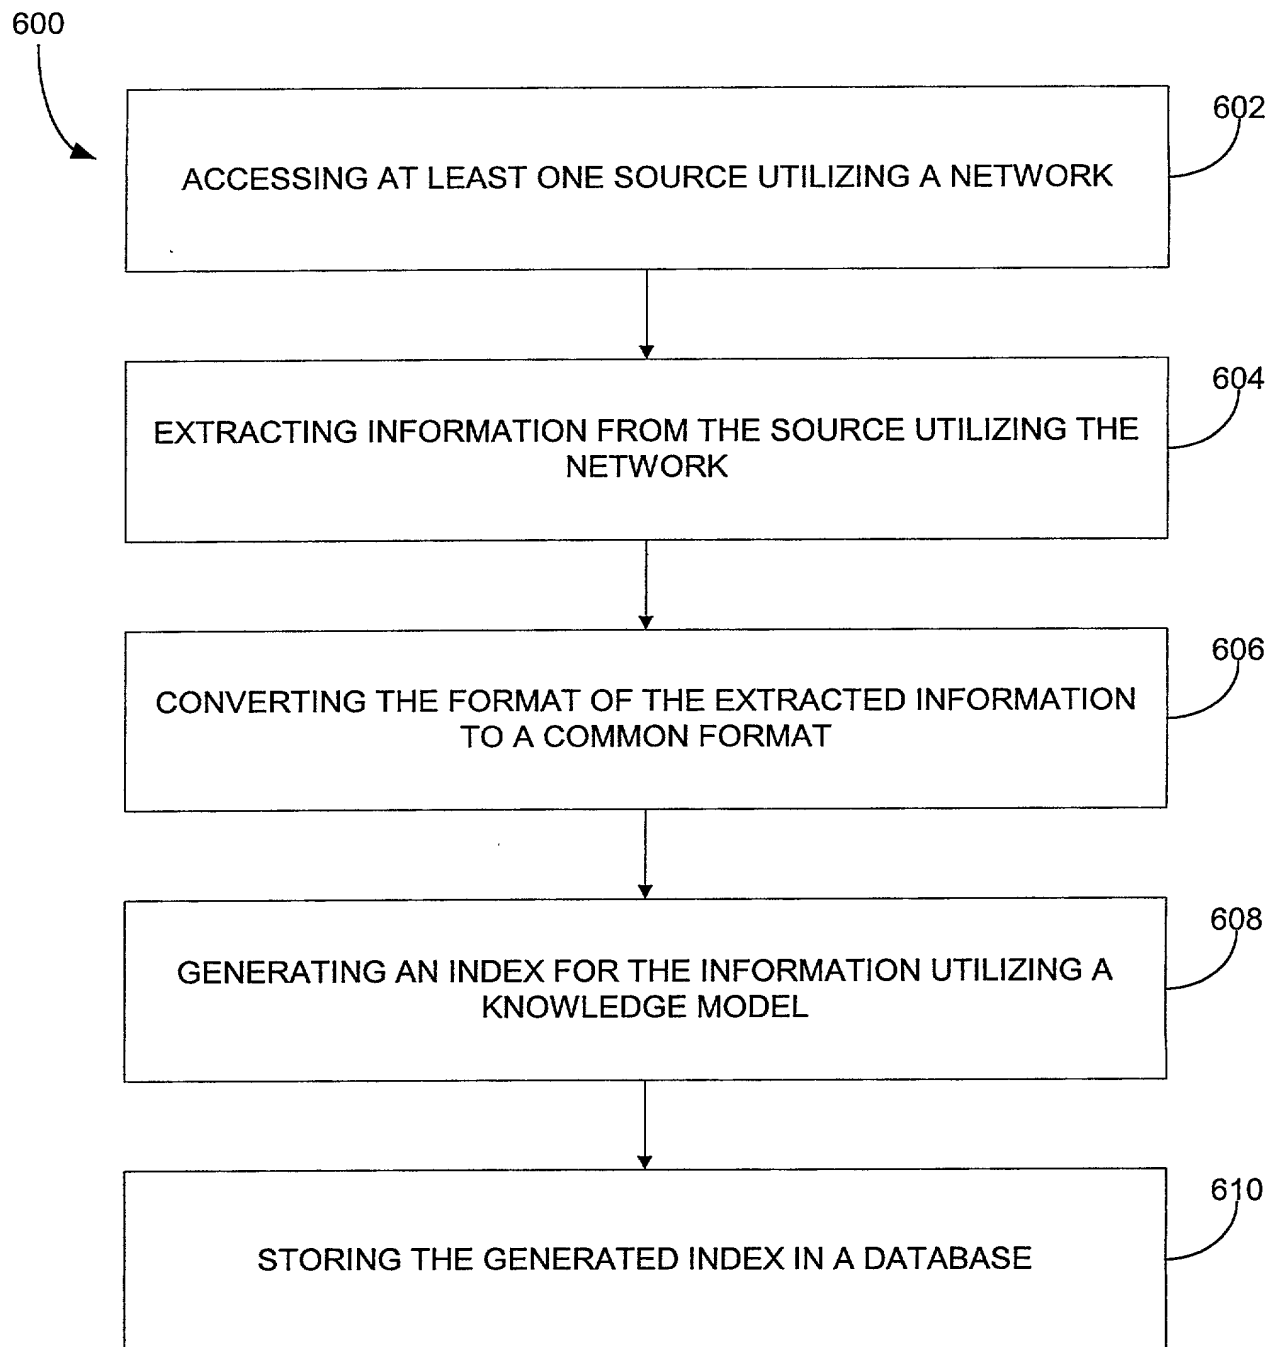 600
602
ACCESSING AT LEAST ONE SOURCE UTILIZING A NETWORK
604
EXTRACTING INFORMATION FROM THE SOURCE UTILIZING THE
NETWORK
606
CONVERTING THE FORMAT OF THE EXTRACTED INFORMATION
TO A COMMON FORMAT
608
GENERATING AN INDEX FOR THE INFORMATION UTILIZING A
KNOWLEDGE MODEL
610
STORING THE GENERATED INDEX IN A DATABASE